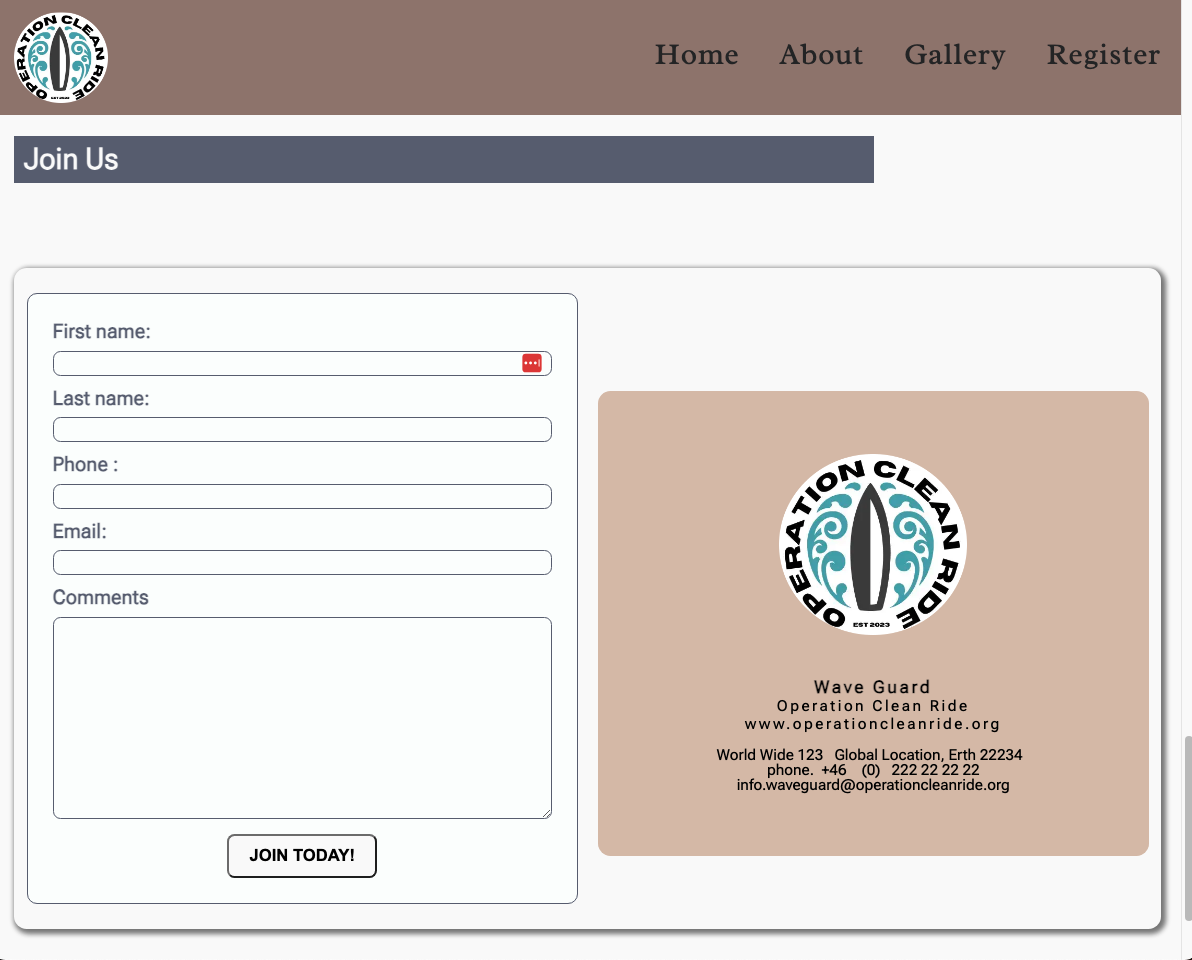 OPERATION CLEAN RIDE
EST 2023
Home About Gallery Register
Join Us
First name:
Last name:
Phone :
Email:
Comments
JOIN TODAY!
OPERATION CLEAN RIDE
EST 2023
Wave Guard
Operation Clean Ride
www.operationcleanride.org
World Wide 123 Global Location, Erth 22234
phone. +46 (0) 222 22 22 22
info.waveguard@operationcleanride.org